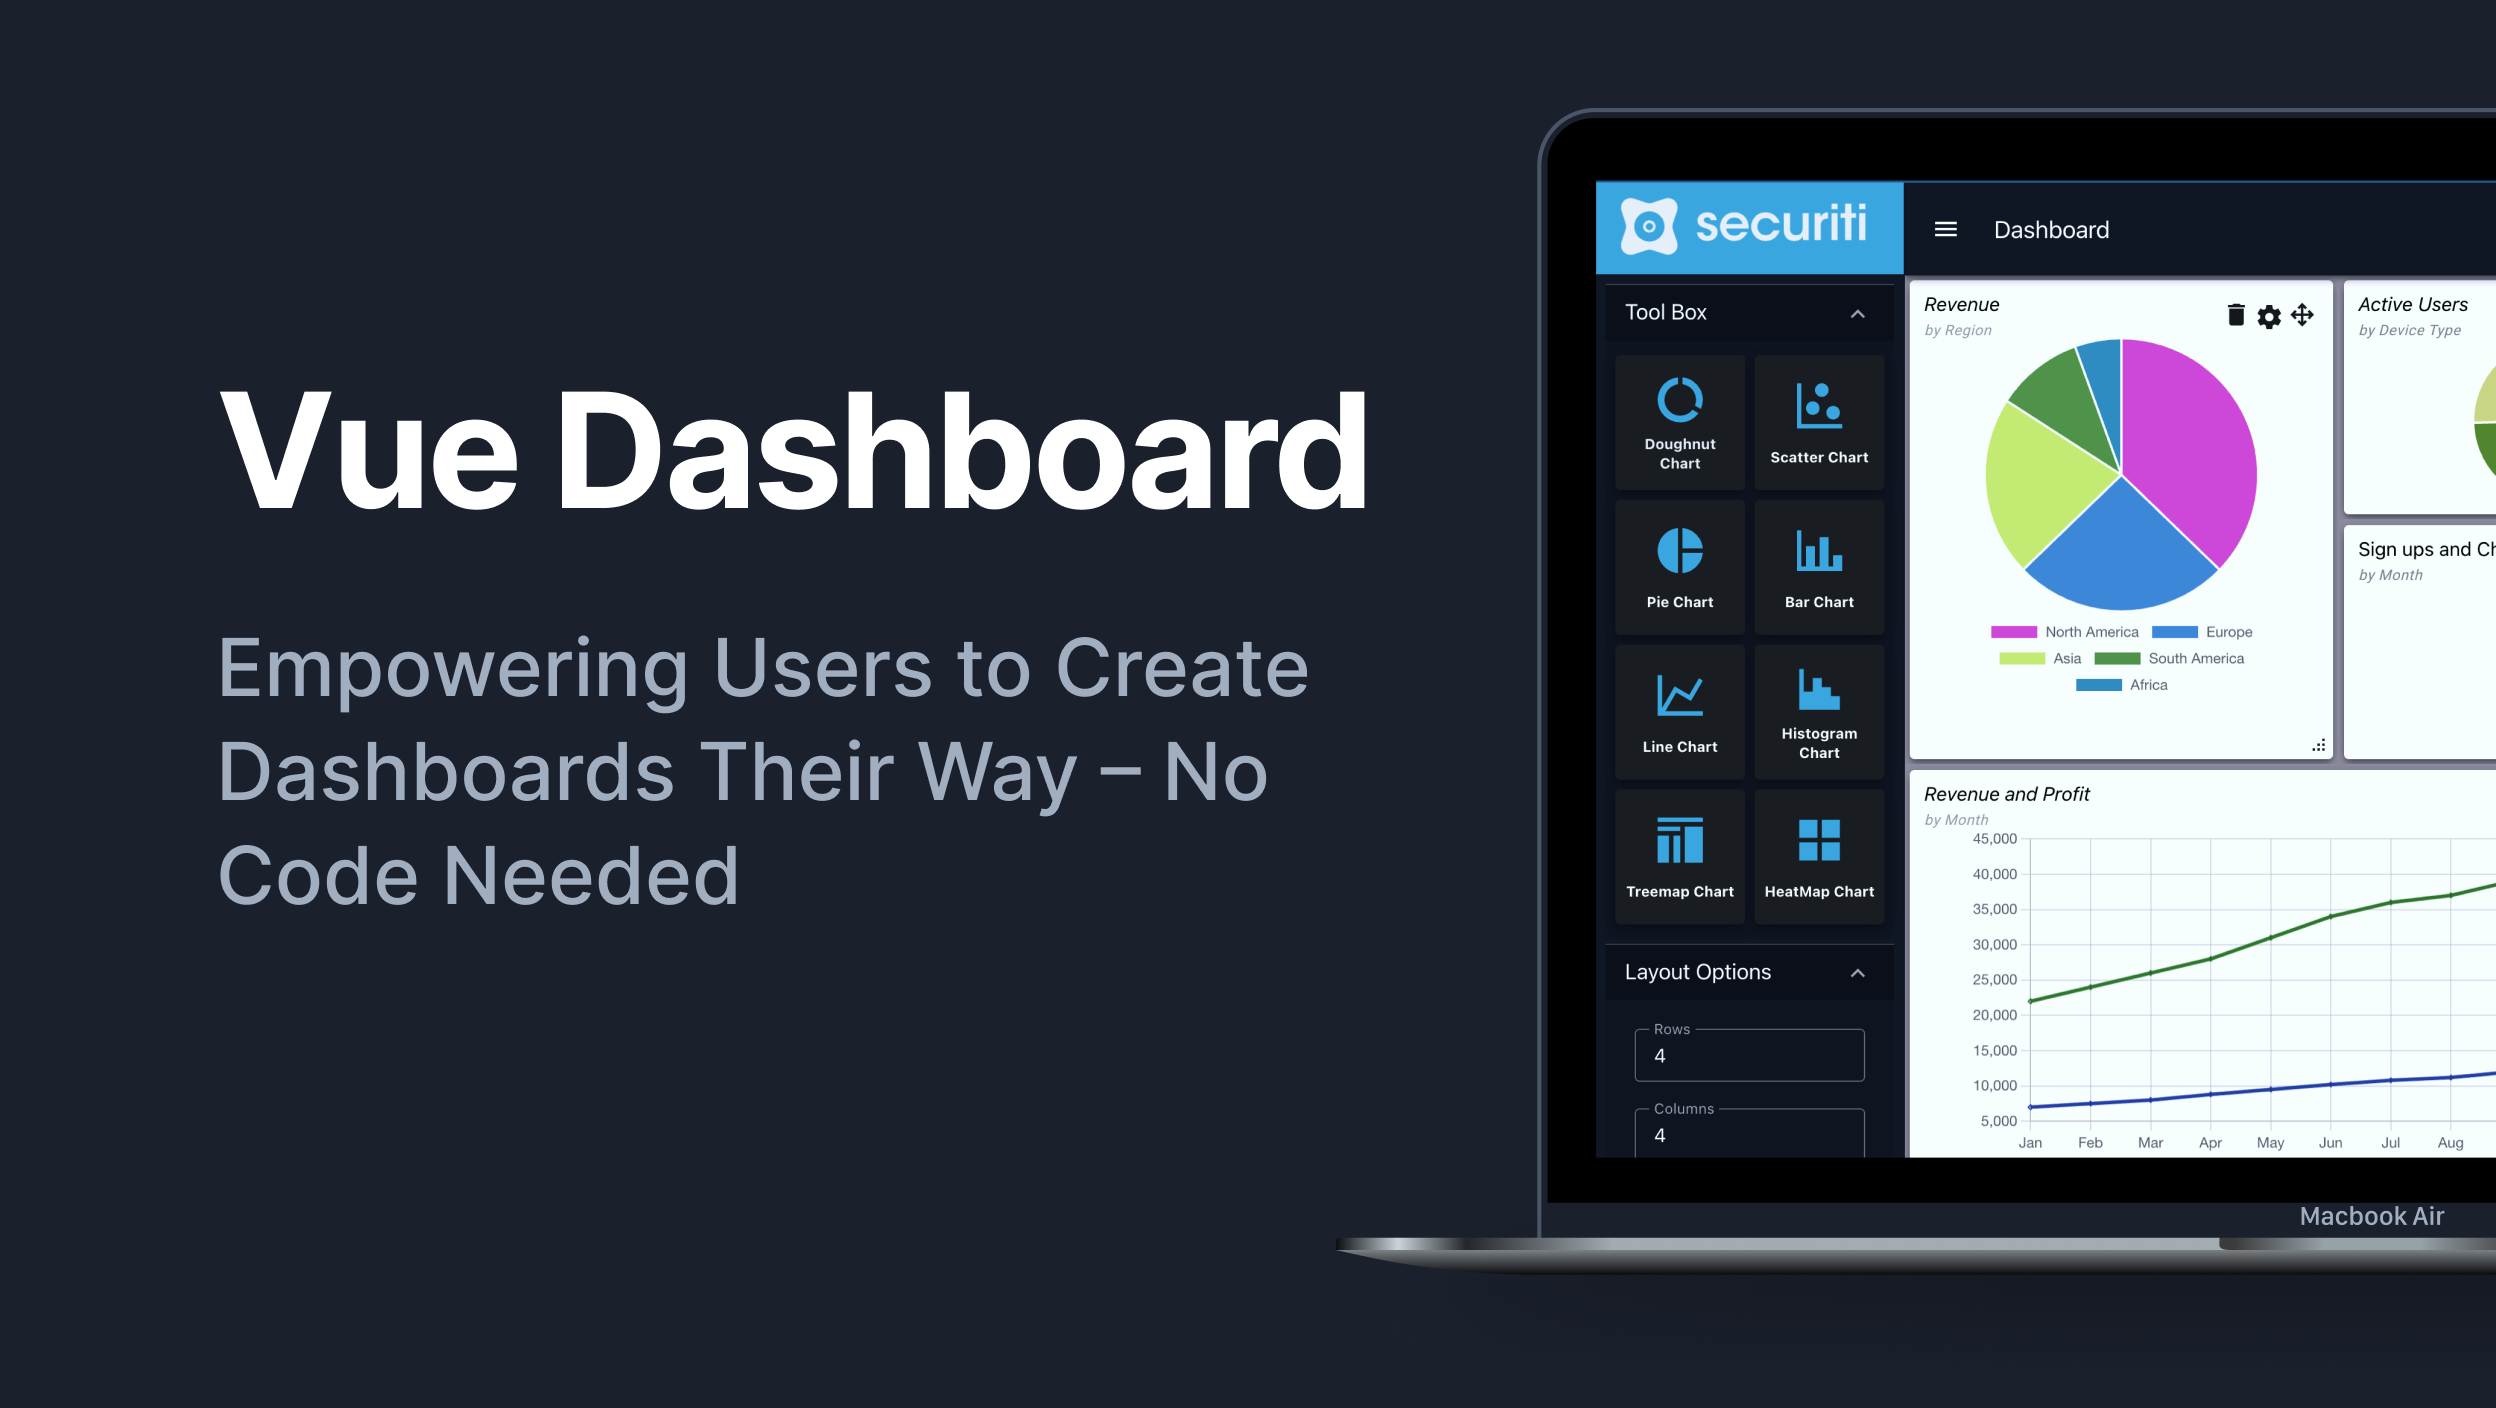 Vue Dashboard
Empowering Users to Create
Dashboards Their Way – No
Code Needed
securiti
Dashboard
Tool Box
Doughnut
Chart
Scatter Chart
Pie Chart
Bar Chart
Line Chart
Histogram
Chart
Treemap Chart
HeatMap Chart
Layout Options
Rows
4
Columns
4
Revenue
by Region
North America
Europe
Asia
South America
Africa
Active Users
by Device Type
Sign ups and Ch
by Month
Revenue and Profit
by Month
45,000
40,000
35,000
30,000
25,000
20,000
15,000
10,000
5,000
Jan Feb Mar Apr May Jun Jul Aug
Macbook Air